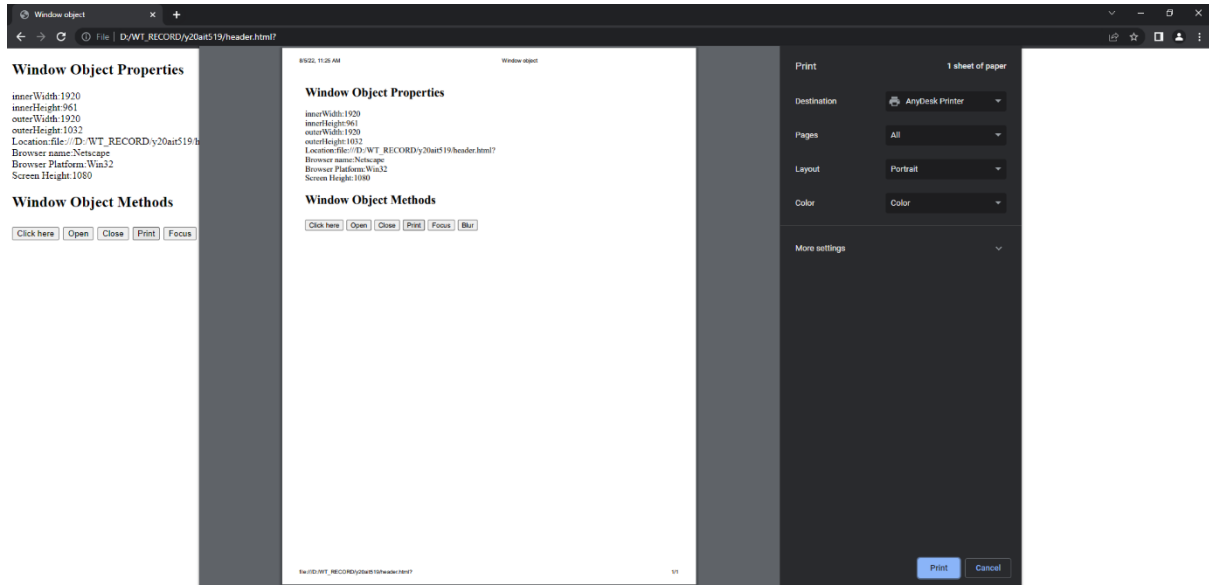 Window object
File | D:/WT_RECORD/y20ait519/header.html?
Window Object Properties
innerWidth:1920
innerHeight:961
outerWidth:1920
outerHeight:1032
Location:file:///D:/WT_RECORD/y20ait519/h
Browser name:Netscape
Browser Platform:Win32
Screen Height:1080
Window Object Methods
Click here Open Close Print Focus
8/5/22, 11:26 AM Window object
Window Object Properties
innerWidth:1920
innerHeight:961
outerWidth:1920
outerHeight:1032
Location:file:///D:/WT_RECORD/y20ait519/header.html?
Browser name:Netscape
Browser Platform:Win32
Screen Height:1080
Window Object Methods
Click here Open Close Print Focus Blur
file:///D:/WT_RECORD/y20ait519/header.html? 1/1
Print 1 sheet of paper
Destination AnyDesk Printer
Pages All
Layout Portrait
Color Color
More settings
Print Cancel